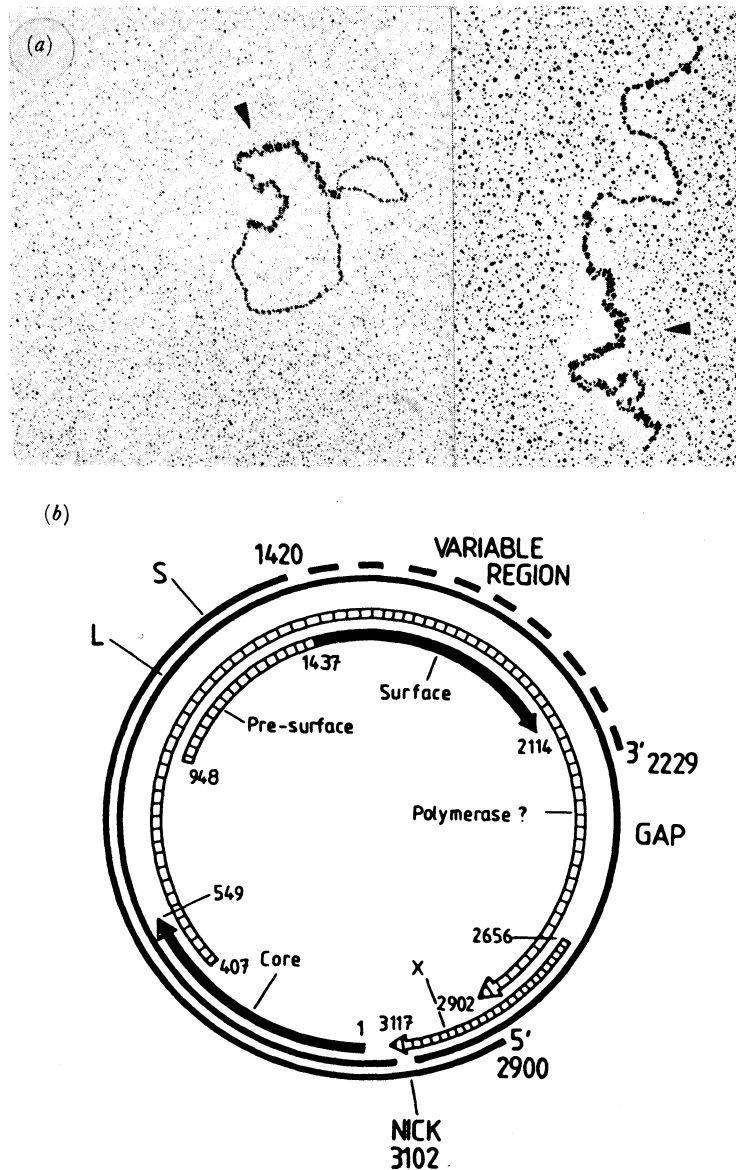 (a)
(b)
1420
VARIABLE
REGION
S
L
1437
Surface
Pre-surface
2114
3' 2229
948
Polymerase ?
GAP
549
2656
407
Core
X
2902
1
3117
5'
2900
NICK
3102